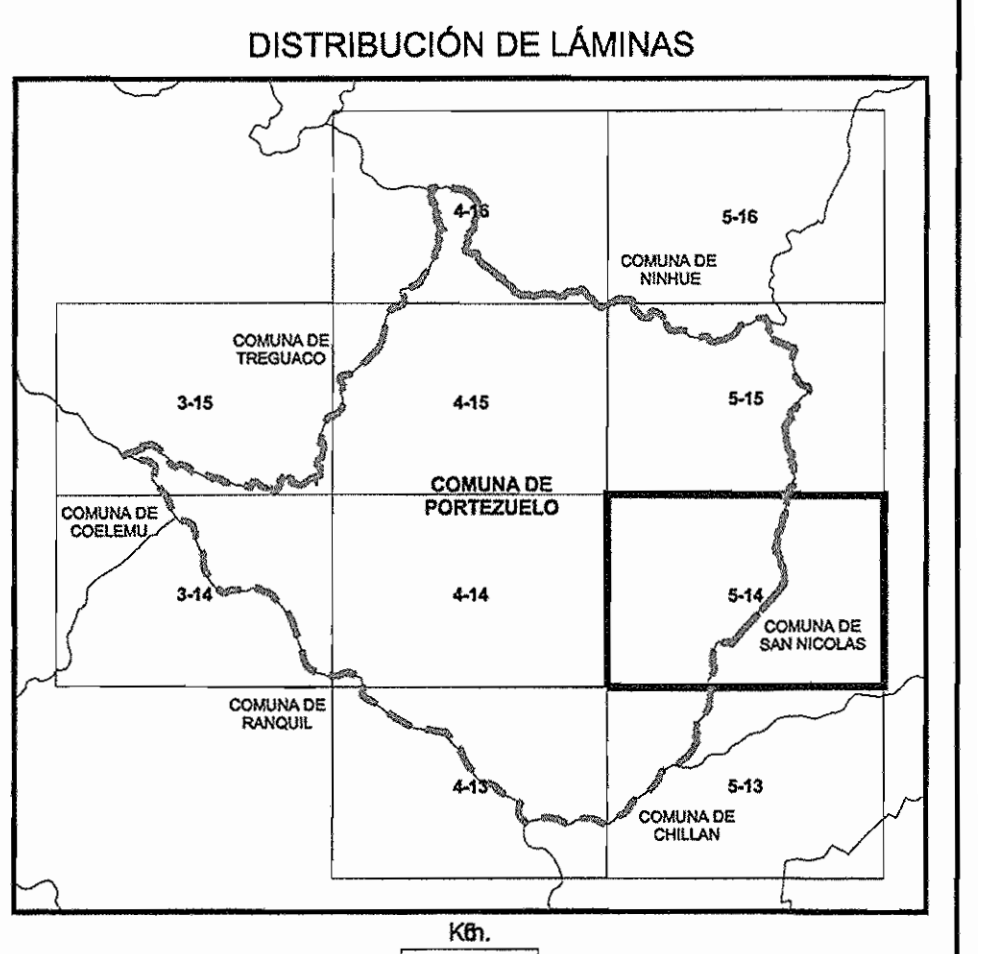 DISTRIBUCIÓN DE LÁMINAS
4-16
5-16
COMUNA DE
NINHUE
COMUNA DE
TREGUACO
3-15
4-15
5-15
COMUNA DE
PORTEZUELO
COMUNA DE
COELEMU
3-14
4-14
5-14
COMUNA DE
SAN NICOLAS
COMUNA DE
RANQUIL
4-13
5-13
COMUNA DE
CHILLAN